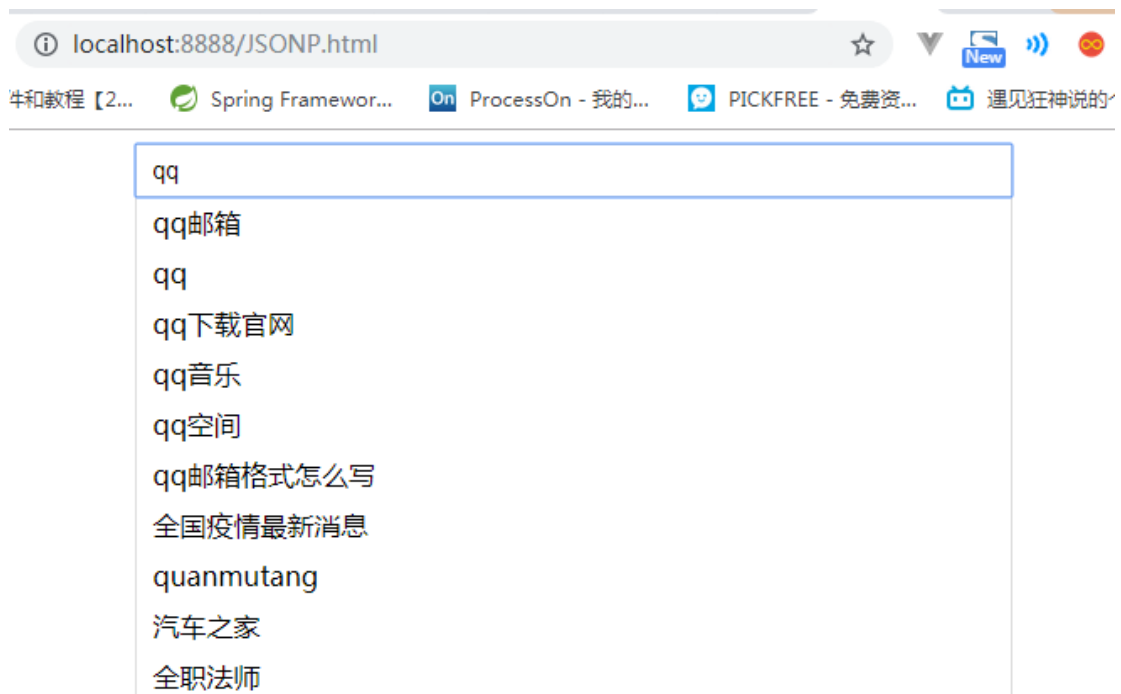 localhost:8888/JSONP.html
New
件和教程【2... Spring Framewor... On ProcessOn - 我的... PICKFREE - 免费资... 遇见狂神说的个
qq
qq邮箱
qq
qq下载官网
qq音乐
qq空间
qq邮箱格式怎么写
全国疫情最新消息
quanmutang
汽车之家
全职法师